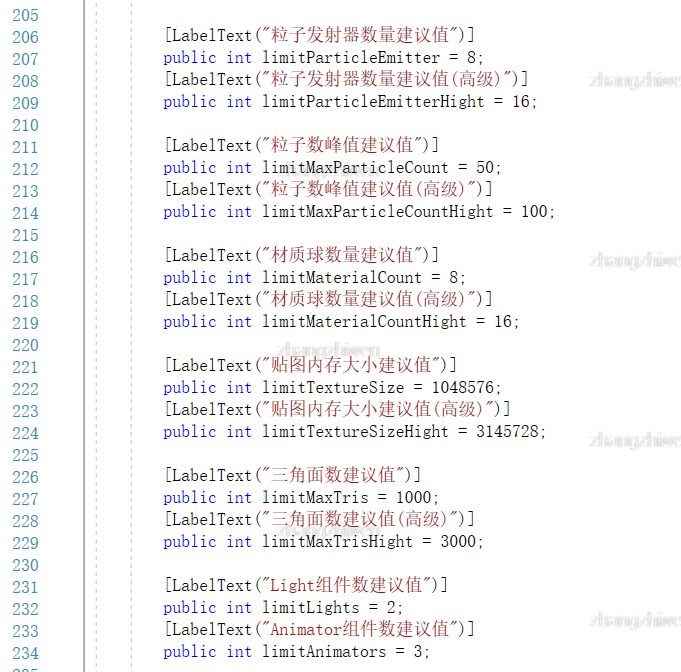 205
206 [LabelText("粒子发射器数量建议值")]
207 public int limitParticleEmitter = 8;
208 [LabelText("粒子发射器数量建议值(高级)")]
209 public int limitParticleEmitterHight = 16;
210
211 [LabelText("粒子数峰值建议值")]
212 public int limitMaxParticleCount = 50;
213 [LabelText("粒子数峰值建议值(高级)")]
214 public int limitMaxParticleCountHight = 100;
215
216 [LabelText("材质球数量建议值")]
217 public int limitMaterialCount = 8;
218 [LabelText("材质球数量建议值(高级)")]
219 public int limitMaterialCountHight = 16;
220
221 [LabelText("贴图内存大小建议值")]
222 public int limitTextureSize = 1048576;
223 [LabelText("贴图内存大小建议值(高级)")]
224 public int limitTextureSizeHight = 3145728;
225
226 [LabelText("三角面数建议值")]
227 public int limitMaxTris = 1000;
228 [LabelText("三角面数建议值(高级)")]
229 public int limitMaxTrisHight = 3000;
230
231 [LabelText("Light组件数建议值")]
232 public int limitLights = 2;
233 [LabelText("Animator组件数建议值")]
234 public int limitAnimators = 3;